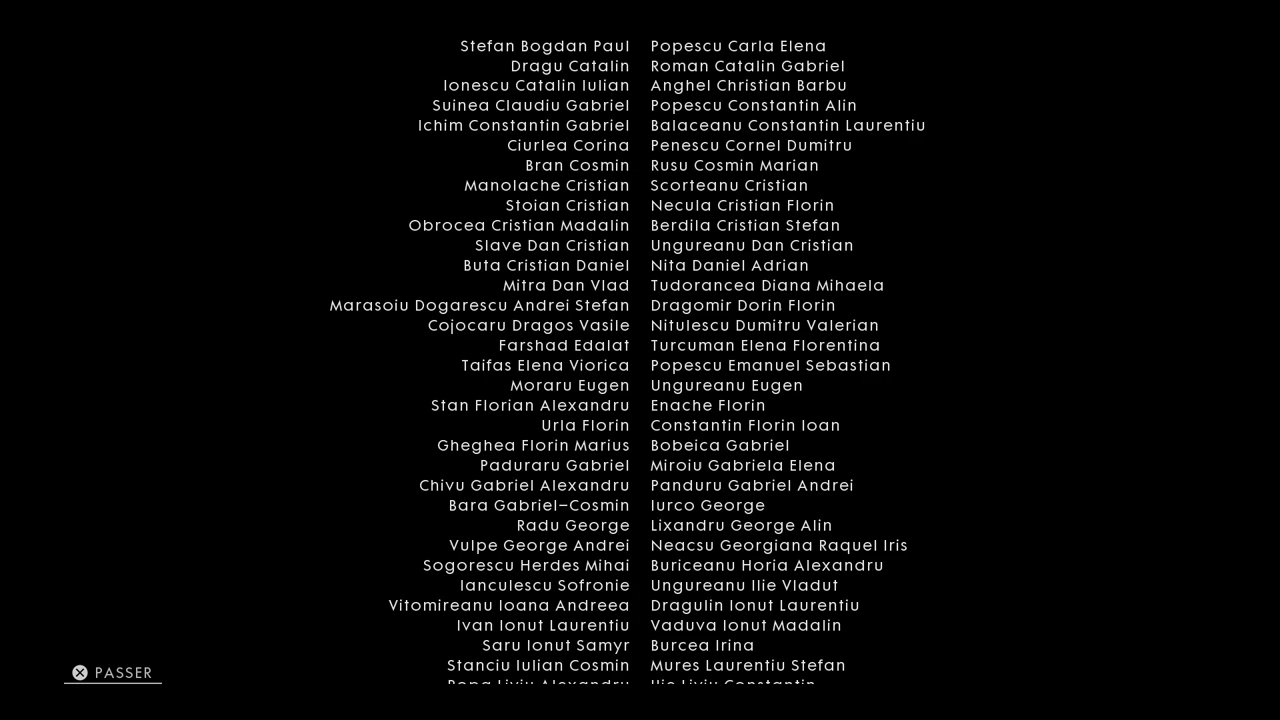 Stefan Bogdan Paul Popescu Carla Elena
Dragu Catalin Roman Catalin Gabriel
Ionescu Catalin Iulian Anghel Christian Barbu
Suinea Claudiu Gabriel Popescu Constantin Alin
Ichim Constantin Gabriel Balaceanu Constantin Laurentiu
Ciurlea Corina Penescu Cornel Dumitru
Bran Cosmin Rusu Cosmin Marian
Manolache Cristian Scorteanu Cristian
Stoian Cristian Necula Cristian Florin
Obrocea Cristian Madalin Berdila Cristian Stefan
Slave Dan Cristian Ungureanu Dan Cristian
Buta Cristian Daniel Nita Daniel Adrian
Mitra Dan Vlad Tudorancea Diana Mihaela
Marasoiu Dogarescu Andrei Stefan Dragomir Dorin Florin
Cojocaru Dragos Vasile Nitulescu Dumitru Valerian
Farshad Edalat Turcuman Elena Florentina
Taifas Elena Viorica Popescu Emanuel Sebastian
Moraru Eugen Ungureanu Eugen
Stan Florian Alexandru Enache Florin
Urla Florin Constantin Florin Ioan
Gheghea Florin Marius Bobeica Gabriel
Paduraru Gabriel Miroiu Gabriela Elena
Chivu Gabriel Alexandru Panduru Gabriel Andrei
Bara Gabriel-Cosmin Iurco George
Radu George Lixandru George Alin
Vulpe George Andrei Neacsu Georgiana Raquel Iris
Sogorescu Herdes Mihai Buriceanu Horia Alexandru
Ianculescu Sofronie Ungureanu Ilie Vladut
Vitomireanu Ioana Andreea Dragulin Ionut Laurentiu
Ivan Ionut Laurentiu Vaduva Ionut Madalin
Saru Ionut Samyr Burcea Irina
Stanciu Iulian Cosmin Mures Laurentiu Stefan
Popa Liviu Alexandru Ilie Liviu Constantin
PASSER